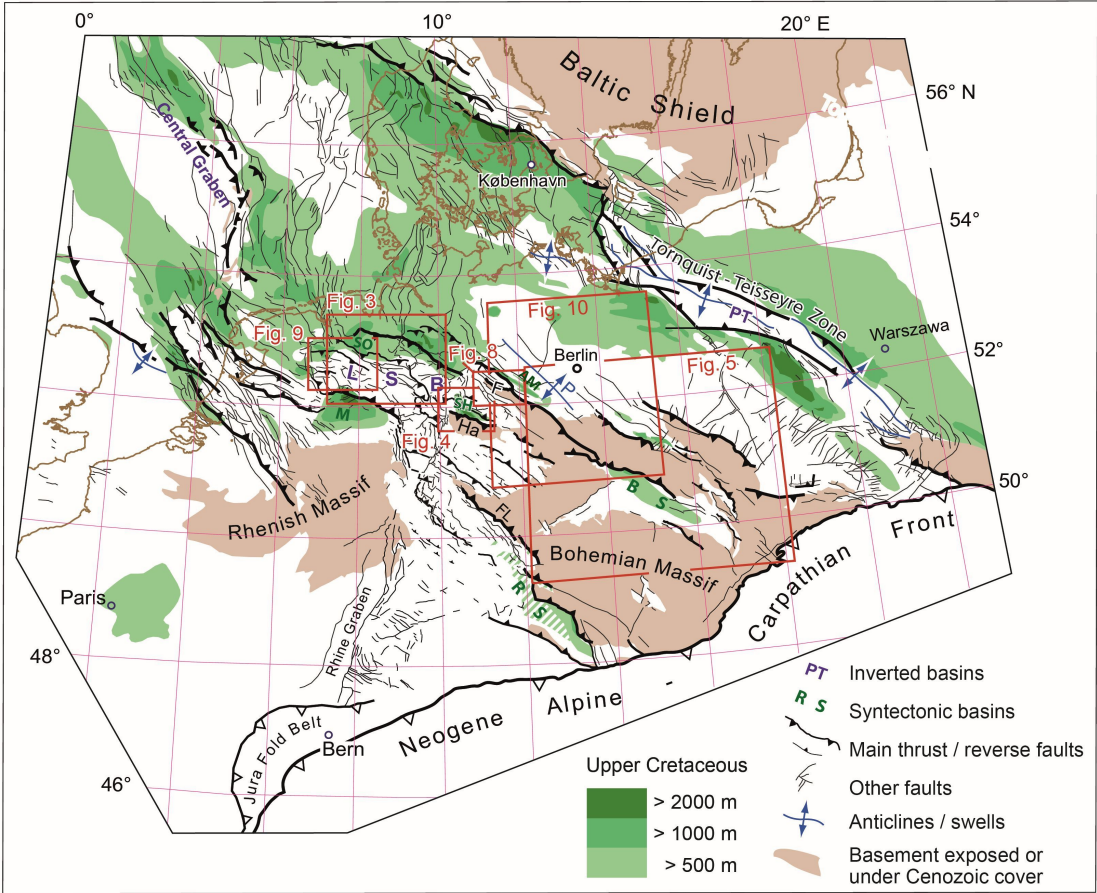 0°
10°
20° E
56° N
54°
52°
50°
48°
46°
Baltic Shield
To
Central Graben
København
Tornquist - Teisseyre Zone
PT
Warszawa
Fig. 3
Fig. 9
Fig. 10
Fig. 8
Fig. 5
Fig. 4
Berlin
SO
L S B
M
SH
Ha
F
M
P
B S
FL
R S
Rhenish Massif
Bohemian Massif
Paris
Rhine Graben
Carpathian Front
Neogene Alpine
Jura Fold Belt
Bern
Upper Cretaceous
> 2000 m
> 1000 m
> 500 m
PT Inverted basins
R S Syntectonic basins
Main thrust / reverse faults
Other faults
Anticlines / swells
Basement exposed or
under Cenozoic cover